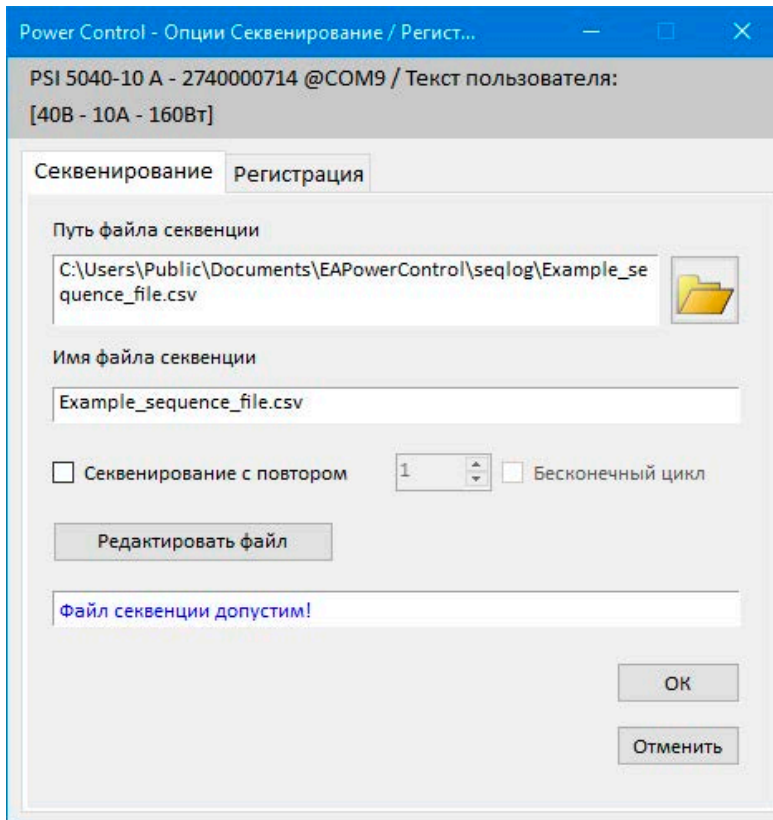 Power Control - Опции Секвенирование / Регист...
PSI 5040-10 A - 2740000714 @COM9 / Текст пользователя:
[40В - 10А - 160Вт]
Секвенирование
Регистрация
Путь файла секвенции
C:\Users\Public\Documents\EAPowerControl\seqlog\Example_se
quence_file.csv
Имя файла секвенции
Example_sequence_file.csv
Секвенирование с повтором
1
Бесконечный цикл
Редактировать файл
Файл секвенции допустим!
ОК
Отменить